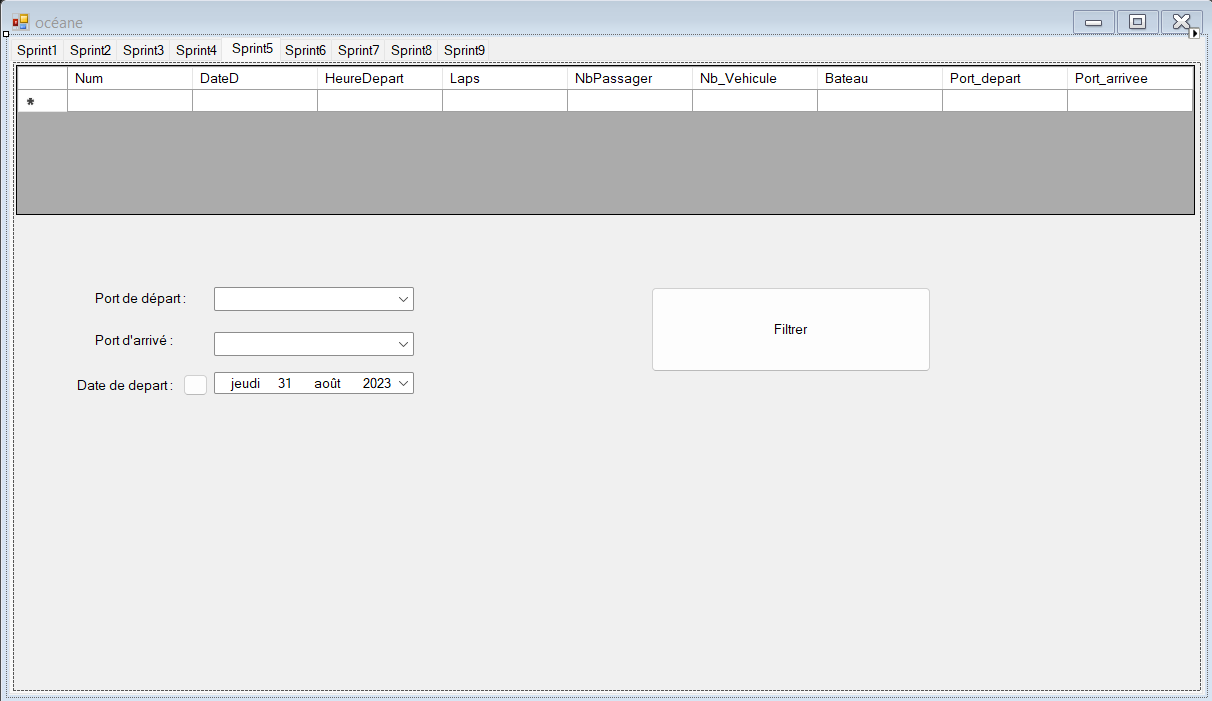 océane
Sprint1 Sprint2 Sprint3 Sprint4 Sprint5 Sprint6 Sprint7 Sprint8 Sprint9
Num DateD HeureDepart Laps NbPassager Nb_Vehicule Bateau Port_depart Port_arrivee
*
Port de départ :
Filtrer
Port d'arrivé :
Date de depart : jeudi 31 août 2023